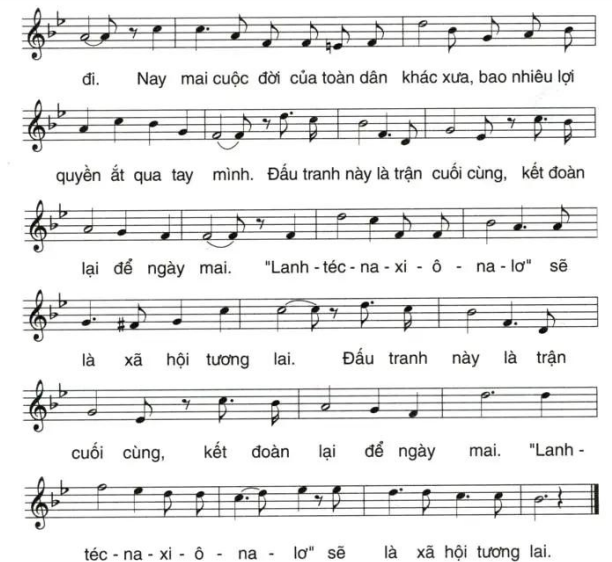 đi. Nay mai cuộc đời của toàn dân khác xưa, bao nhiêu lợi
quyền ắt qua tay mình. Đấu tranh này là trận cuối cùng, kết đoàn
lại để ngày mai. "Lanh - téc - na - xi - ô - na - lơ" sẽ
là xã hội tương lai. Đấu tranh này là trận
cuối cùng, kết đoàn lại để ngày mai. "Lanh -
téc - na - xi - ô - na - lơ" sẽ là xã hội tương lai.